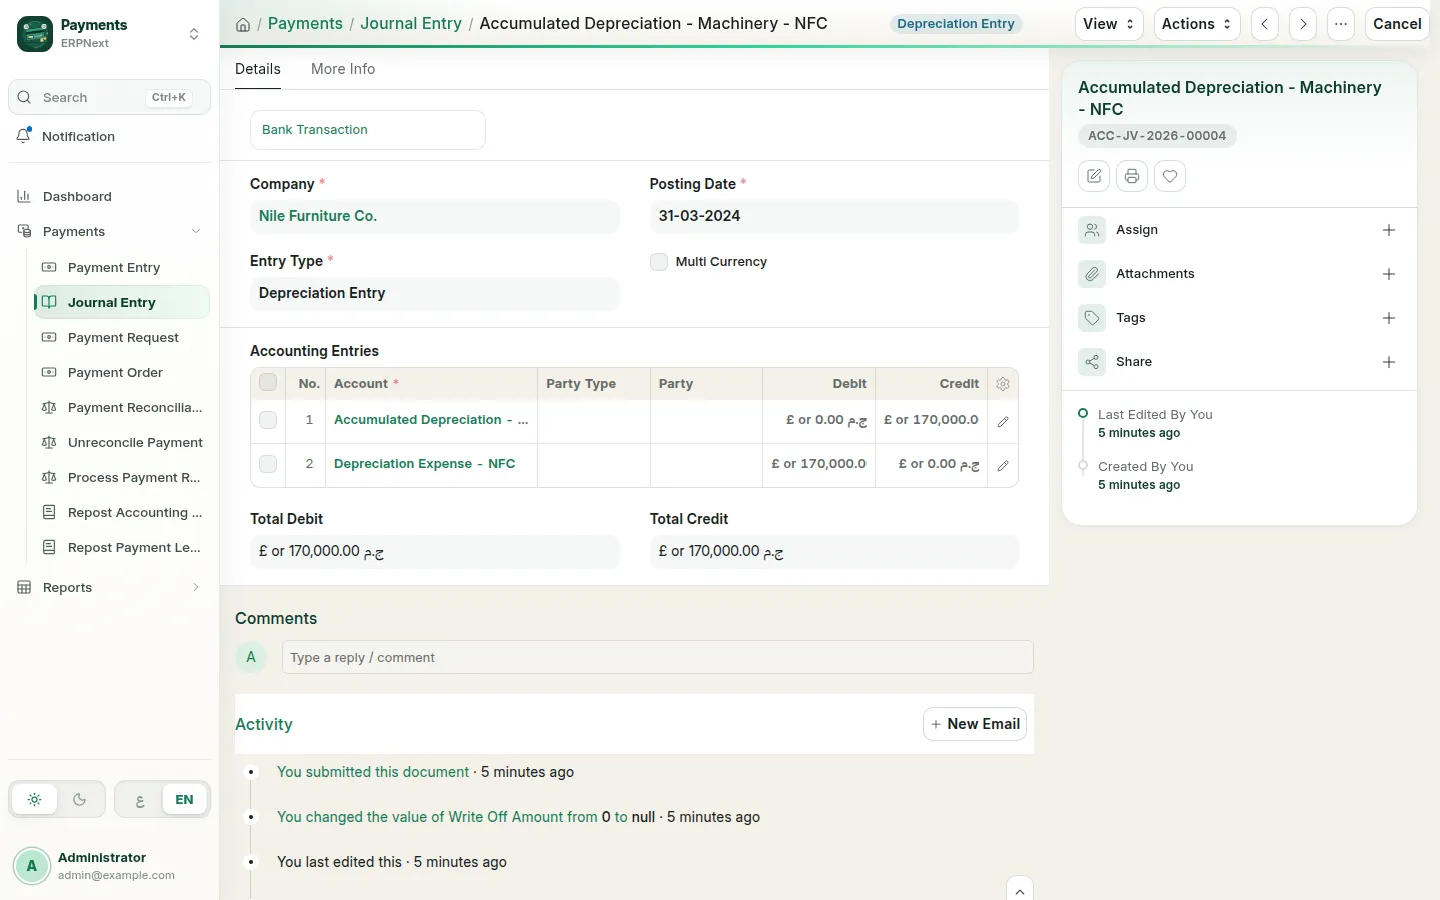 Payments
ERPNext
Search
Ctrl+K
Notification
Dashboard
Payments
Payment Entry
Journal Entry
Payment Request
Payment Order
Payment Reconcilia...
Unreconcile Payment
Process Payment R...
Repost Accounting ...
Repost Payment Le...
Reports
ع
EN
A
Administrator
admin@example.com
/ Payments / Journal Entry / Accumulated Depreciation - Machinery - NFC
Depreciation Entry
View
Actions
Cancel
Details
More Info
Bank Transaction
Company *
Nile Furniture Co.
Posting Date *
31-03-2024
Entry Type *
Depreciation Entry
Multi Currency
Accounting Entries
No. Account * Party Type Party Debit Credit
1 Accumulated Depreciation - ... £ or 0.00 ج.م £ or 170,000.0
2 Depreciation Expense - NFC £ or 170,000.0 £ or 0.00 ج.م
Total Debit
£ or 170,000.00 ج.م
Total Credit
£ or 170,000.00 ج.م
Comments
A
Type a reply / comment
Activity
New Email
You submitted this document · 5 minutes ago
You changed the value of Write Off Amount from 0 to null · 5 minutes ago
You last edited this · 5 minutes ago
Accumulated Depreciation - Machinery
- NFC
ACC-JV-2026-00004
Assign
Attachments
Tags
Share
Last Edited By You
5 minutes ago
Created By You
5 minutes ago